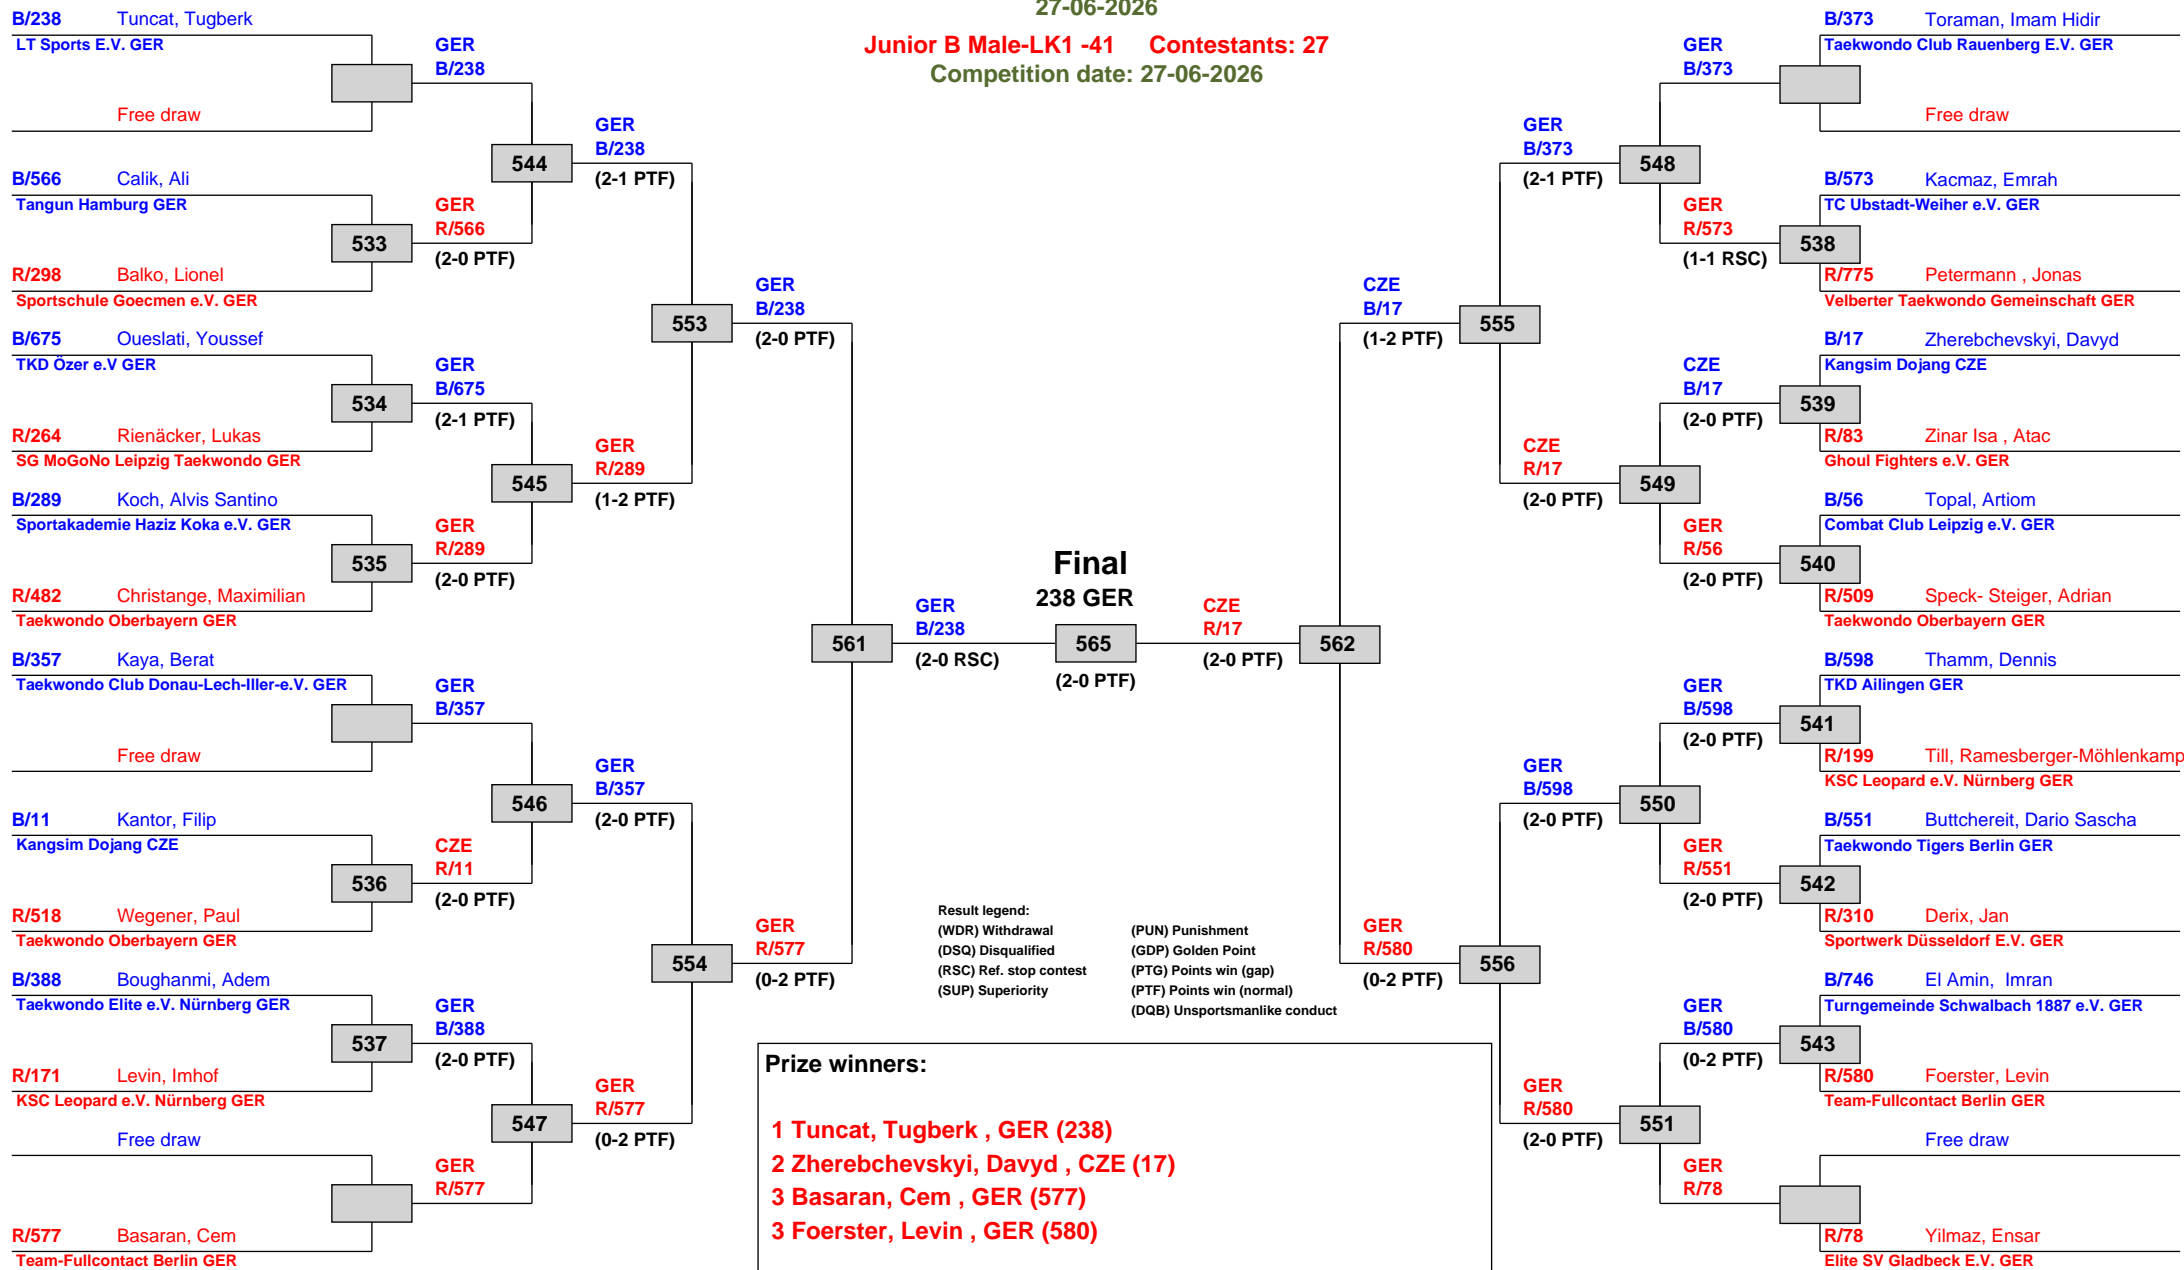 27-06-2026
Junior B Male-LK1 -41 Contestants: 27
Competition date: 27-06-2026
B/238 Tuncat, Tugberk
LT Sports E.V. GER
Free draw
B/566 Calik, Ali
Tangun Hamburg GER
R/298 Balko, Lionel
Sportschule Goecmen e.V. GER
B/675 Oueslati, Youssef
TKD Özer e.V GER
R/264 Rienäcker, Lukas
SG MoGoNo Leipzig Taekwondo GER
B/289 Koch, Alvis Santino
Sportakademie Haziz Koka e.V. GER
R/482 Christange, Maximilian
Taekwondo Oberbayern GER
B/357 Kaya, Berat
Taekwondo Club Donau-Lech-Iller-e.V. GER
Free draw
B/11 Kantor, Filip
Kangsim Dojang CZE
R/518 Wegener, Paul
Taekwondo Oberbayern GER
B/388 Boughanmi, Adem
Taekwondo Elite e.V. Nürnberg GER
R/171 Levin, Imhof
KSC Leopard e.V. Nürnberg GER
Free draw
R/577 Basaran, Cem
Team-Fullcontact Berlin GER
533
534
535
536
537
GER
B/238
GER
R/566
(2-0 PTF)
GER
B/675
(2-1 PTF)
GER
R/289
(2-0 PTF)
GER
B/357
CZE
R/11
(2-0 PTF)
GER
B/388
(2-0 PTF)
GER
R/577
544
545
546
547
GER
B/238
(2-1 PTF)
GER
R/289
(1-2 PTF)
GER
B/357
(2-0 PTF)
GER
R/577
(0-2 PTF)
553
554
GER
B/238
(2-0 PTF)
GER
R/577
(0-2 PTF)
561
GER
B/238
(2-0 RSC)
Final
238 GER
565
(2-0 PTF)
CZE
R/17
(2-0 PTF)
562
CZE
B/17
(1-2 PTF)
GER
R/580
(0-2 PTF)
555
556
GER
B/373
(2-1 PTF)
CZE
R/17
(2-0 PTF)
GER
B/598
(2-0 PTF)
GER
R/580
(2-0 PTF)
548
549
550
551
GER
B/373
GER
R/573
(1-1 RSC)
CZE
B/17
(2-0 PTF)
GER
R/56
(2-0 PTF)
GER
B/598
(2-0 PTF)
GER
R/551
(2-0 PTF)
GER
B/580
(0-2 PTF)
GER
R/78
538
539
540
541
542
543
B/373 Toraman, Imam Hidir
Taekwondo Club Rauenberg E.V. GER
Free draw
B/573 Kacmaz, Emrah
TC Ubstadt-Weiher e.V. GER
R/775 Petermann , Jonas
Velberter Taekwondo Gemeinschaft GER
B/17 Zherebchevskyi, Davyd
Kangsim Dojang CZE
R/83 Zinar Isa , Atac
Ghoul Fighters e.V. GER
B/56 Topal, Artiom
Combat Club Leipzig e.V. GER
R/509 Speck- Steiger, Adrian
Taekwondo Oberbayern GER
B/598 Thamm, Dennis
TKD Ailingen GER
R/199 Till, Ramesberger-Möhlenkamp
KSC Leopard e.V. Nürnberg GER
B/551 Buttchereit, Dario Sascha
Taekwondo Tigers Berlin GER
R/310 Derix, Jan
Sportwerk Düsseldorf E.V. GER
B/746 El Amin, Imran
Turngemeinde Schwalbach 1887 e.V. GER
R/580 Foerster, Levin
Team-Fullcontact Berlin GER
Free draw
R/78 Yilmaz, Ensar
Elite SV Gladbeck E.V. GER
Result legend:
(WDR) Withdrawal (PUN) Punishment
(DSQ) Disqualified (GDP) Golden Point
(RSC) Ref. stop contest (PTG) Points win (gap)
(SUP) Superiority (PTF) Points win (normal)
(DQB) Unsportsmanlike conduct
Prize winners:
1 Tuncat, Tugberk , GER (238)
2 Zherebchevskyi, Davyd , CZE (17)
3 Basaran, Cem , GER (577)
3 Foerster, Levin , GER (580)